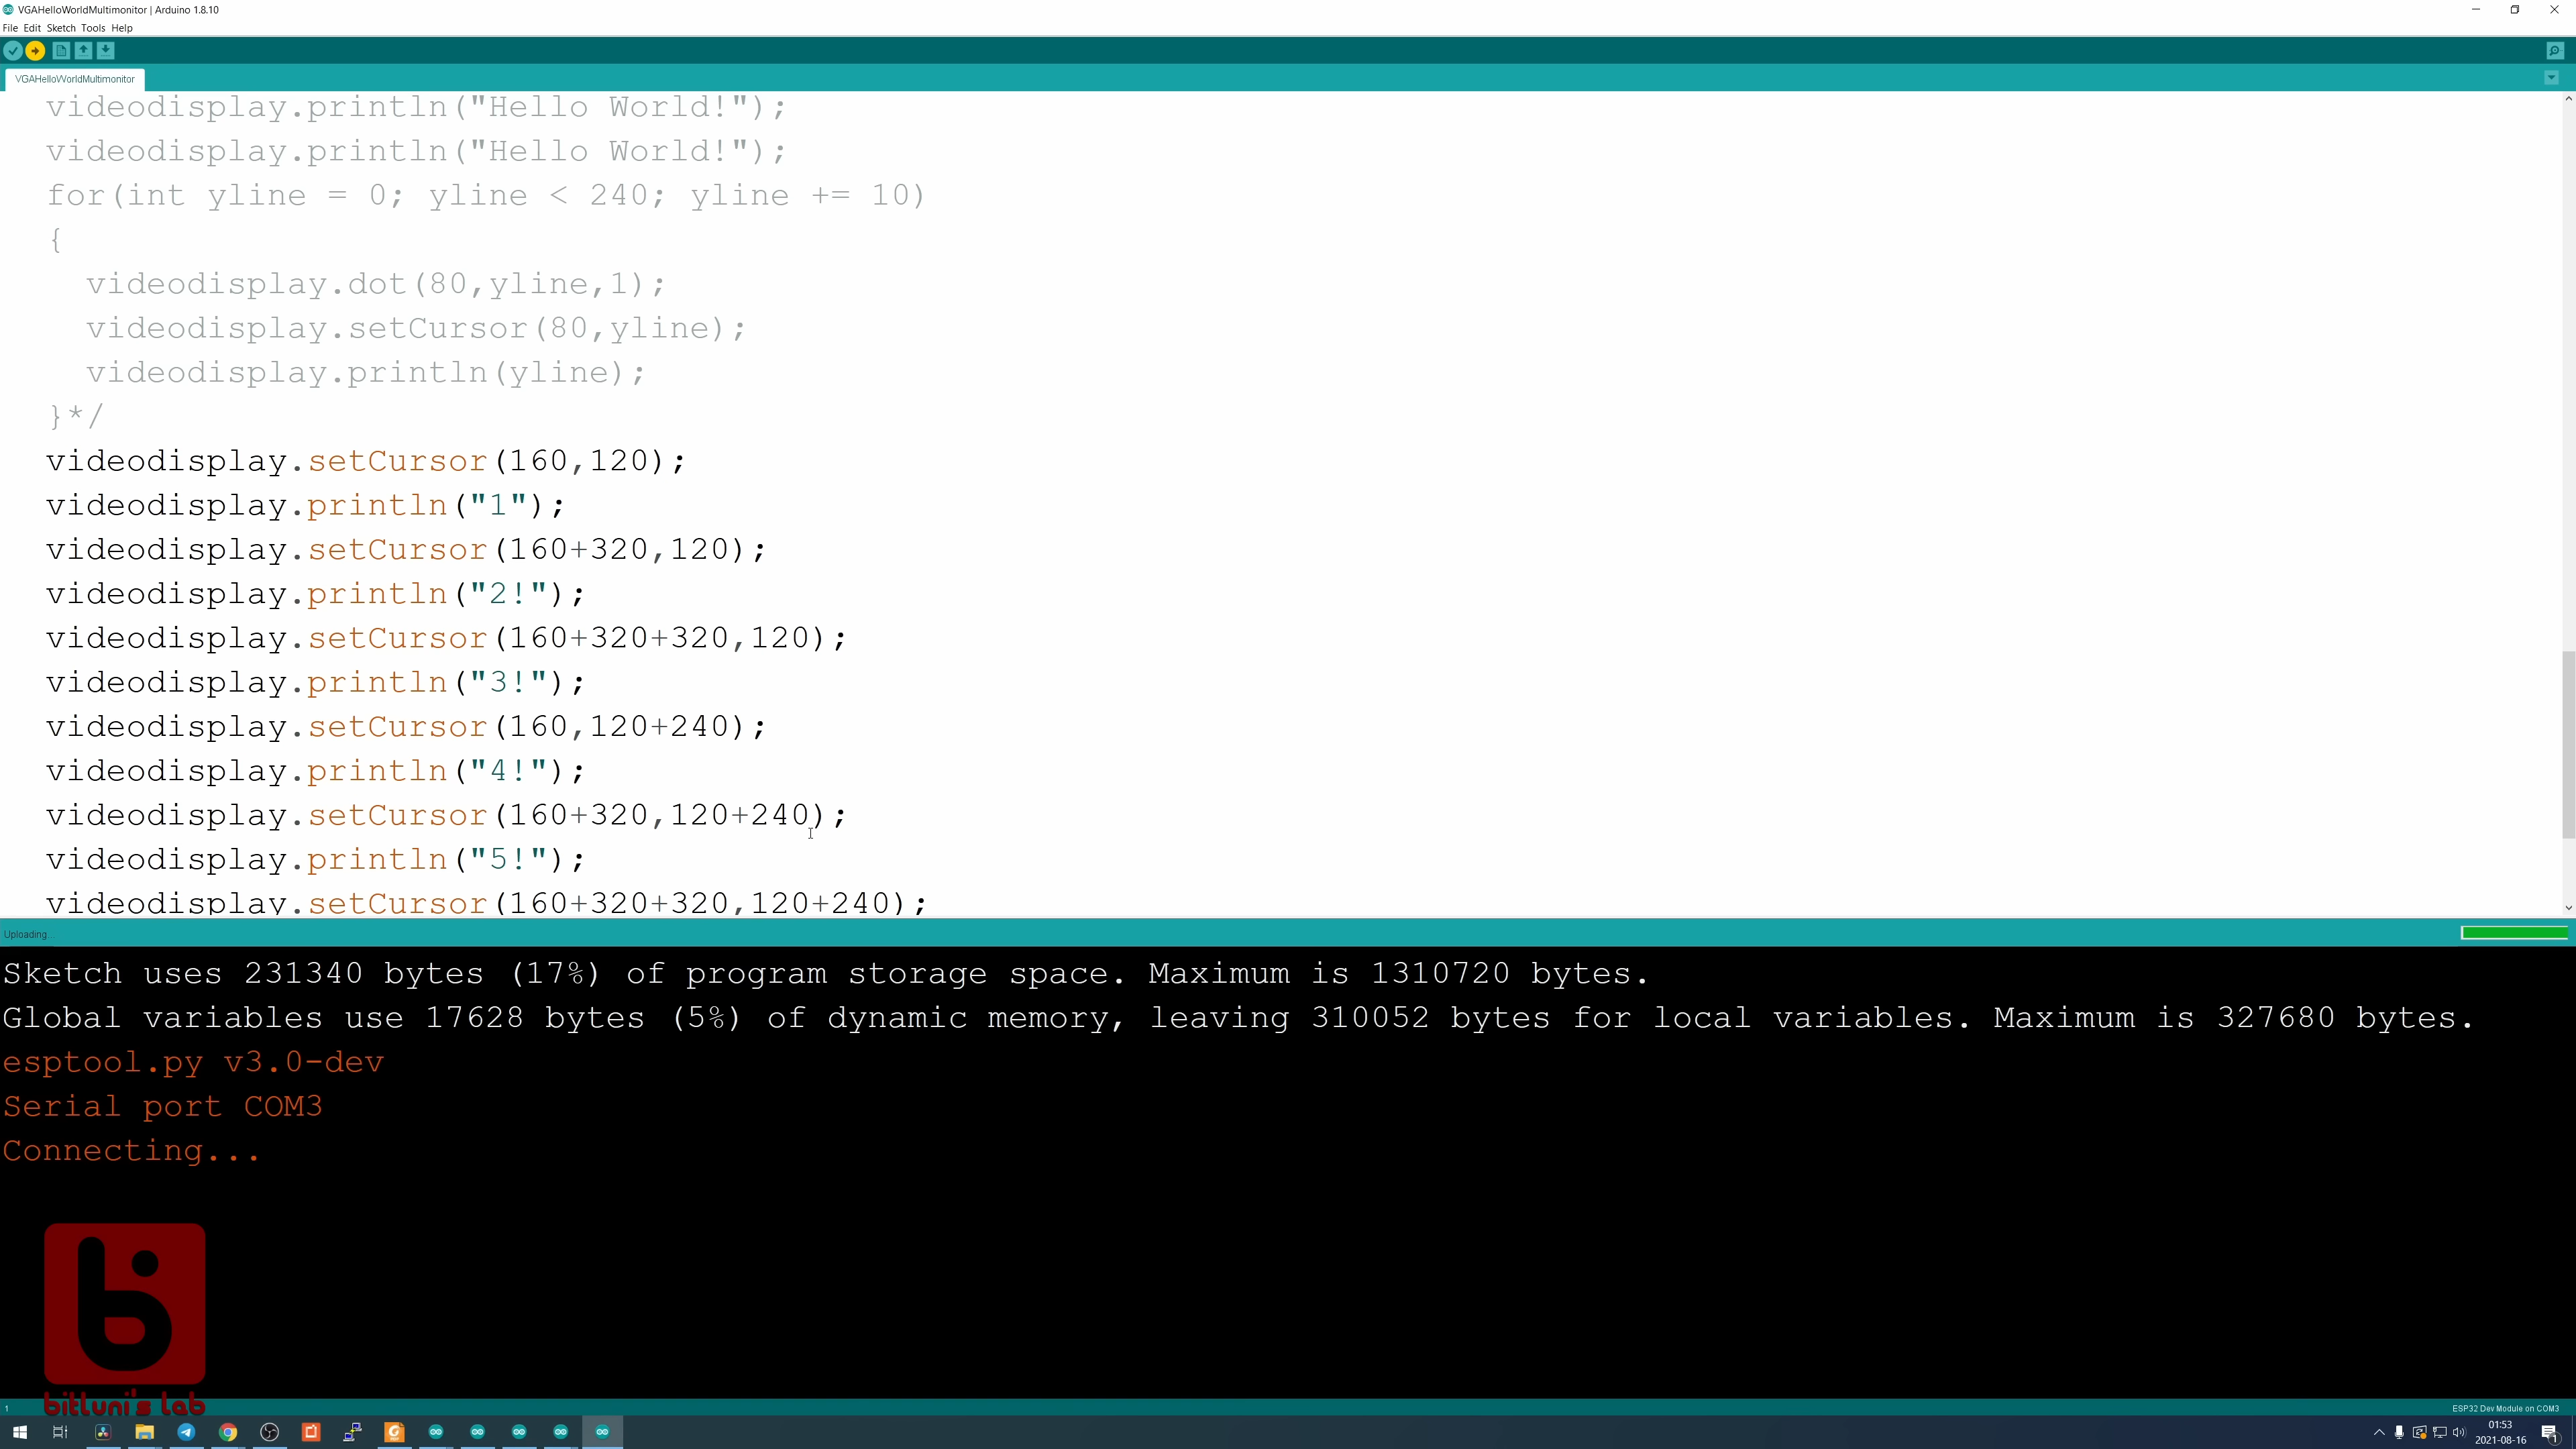 VGAHelloWorldMultimonitor | Arduino 1.8.10
File Edit Sketch Tools Help
VGAHelloWorldMultimonitor
videodisplay.println("Hello World!");
videodisplay.println("Hello World!");
for(int yline = 0; yline < 240; yline += 10)
{
videodisplay.dot(80,yline,1);
videodisplay.setCursor(80,yline);
videodisplay.println(yline);
}*/
videodisplay.setCursor(160,120);
videodisplay.println("1");
videodisplay.setCursor(160+320,120);
videodisplay.println("2!");
videodisplay.setCursor(160+320+320,120);
videodisplay.println("3!");
videodisplay.setCursor(160,120+240);
videodisplay.println("4!");
videodisplay.setCursor(160+320,120+240);
videodisplay.println("5!");
videodisplay.setCursor(160+320+320,120+240);
Uploading...
Sketch uses 231340 bytes (17%) of program storage space. Maximum is 1310720 bytes.
Global variables use 17628 bytes (5%) of dynamic memory, leaving 310052 bytes for local variables. Maximum is 327680 bytes.
esptool.py v3.0-dev
Serial port COM3
Connecting...
bitluni's lab
1
ESP32 Dev Module on COM3
01:53
2021-08-16
1